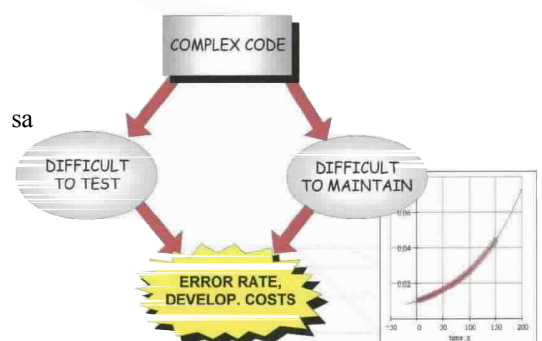 COMPLEX CODE
sa
DIFFICULT
TO TEST
DIFFICULT
TO MAINTAIN
ERROR RATE,
DEVELOP. COSTS
0.06
0.04
0.02
-50 0 50 100 150 200
time